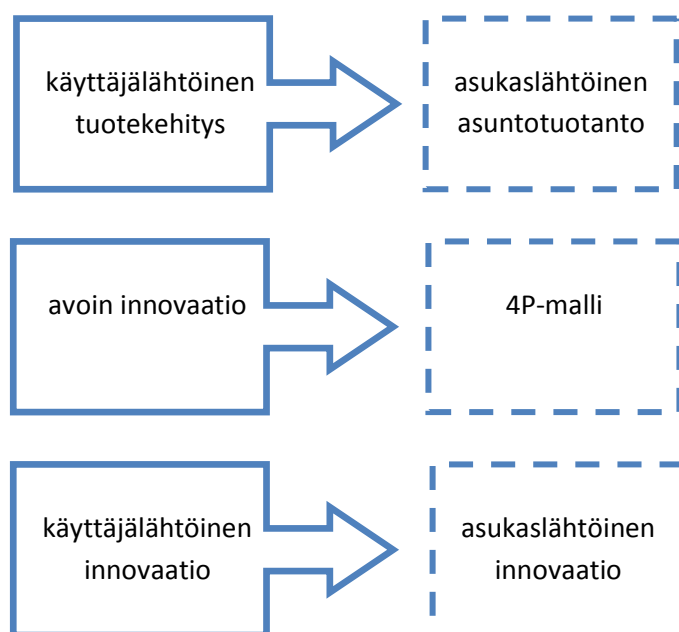 käyttäjälähtöinen
tuotekehitys
asukaslähtöinen
asuntotuotanto
avoin innovaatio
4P-malli
käyttäjälähtöinen
innovaatio
asukaslähtöinen
innovaatio